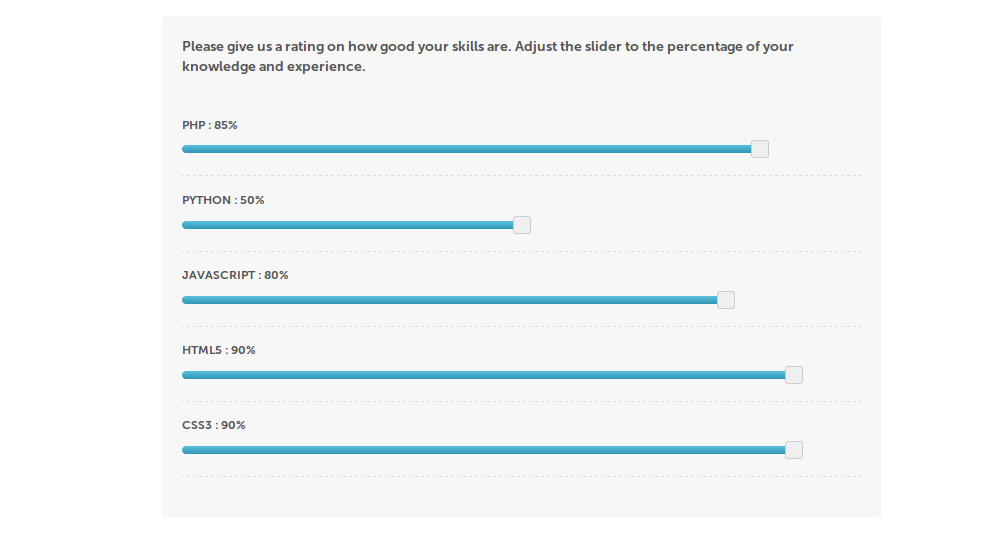 Please give us a rating on how good your skills are. Adjust the slider to the percentage of your
knowledge and experience.
PHP : 85%
PYTHON : 50%
JAVASCRIPT : 80%
HTML5 : 90%
CSS3 : 90%